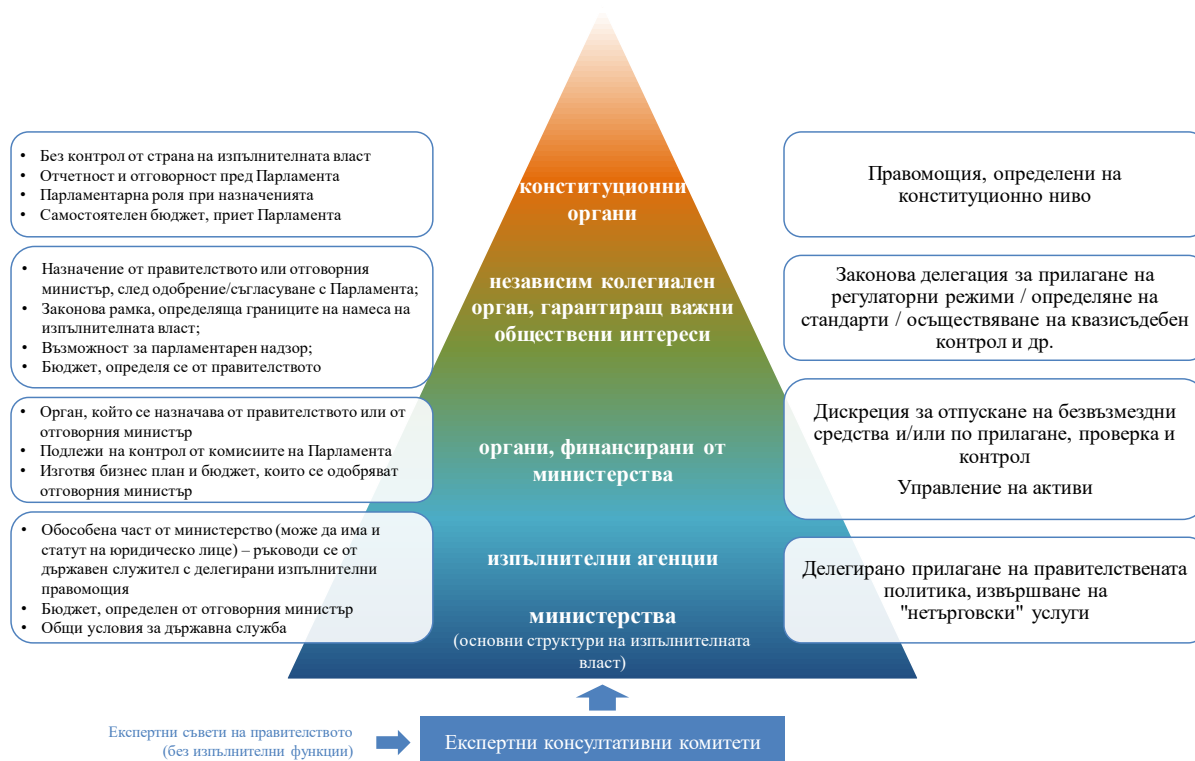 • Без контрол от страна на изпълнителната власт
• Отчетност и отговорност пред Парламента
• Парламентарна роля при назначенията
• Самостоятелен бюджет, приет Парламента
конституционни
органи
Правомощия, определени на
конституционно ниво
• Назначение от правителството или отговорния
министър, след одобрение/съгласуване с Парламента;
• Законова рамка, определяща границите на намеса на
изпълнителната власт;
• Възможност за парламентарен надзор;
• Бюджет, определя се от правителството
независим колегиален
орган, гарантиращ важни
обществени интереси
Законова делегация за прилагане на
регулаторни режими / определяне на
стандарти / осъществяване на квазисъдебен
контрол и др.
• Орган, който се назначава от правителството или от
отговорния министър
• Подлежи на контрол от комисиите на Парламента
• Изготвя бизнес план и бюджет, които се одобряват
отговорния министър
органи, финансирани от
министерства
Дискреция за отпускане на безвъзмездни
средства и/или по прилагане, проверка и
контрол
Управление на активи
• Обособена част от министерство (може да има и
статут на юридическо лице) – ръководи се от
държавен служител с делегирани изпълнителни
правомощия
• Бюджет, определен от отговорния министър
• Общи условия за държавна служба
изпълнителни агенции
министерства
(основни структури на изпълнителната
власт)
Делегирано прилагане на правителствената
политика, извършване на
"нетърговски" услуги
Експертни съвети на правителството
(без изпълнителни функции)
Експертни консултативни комитети